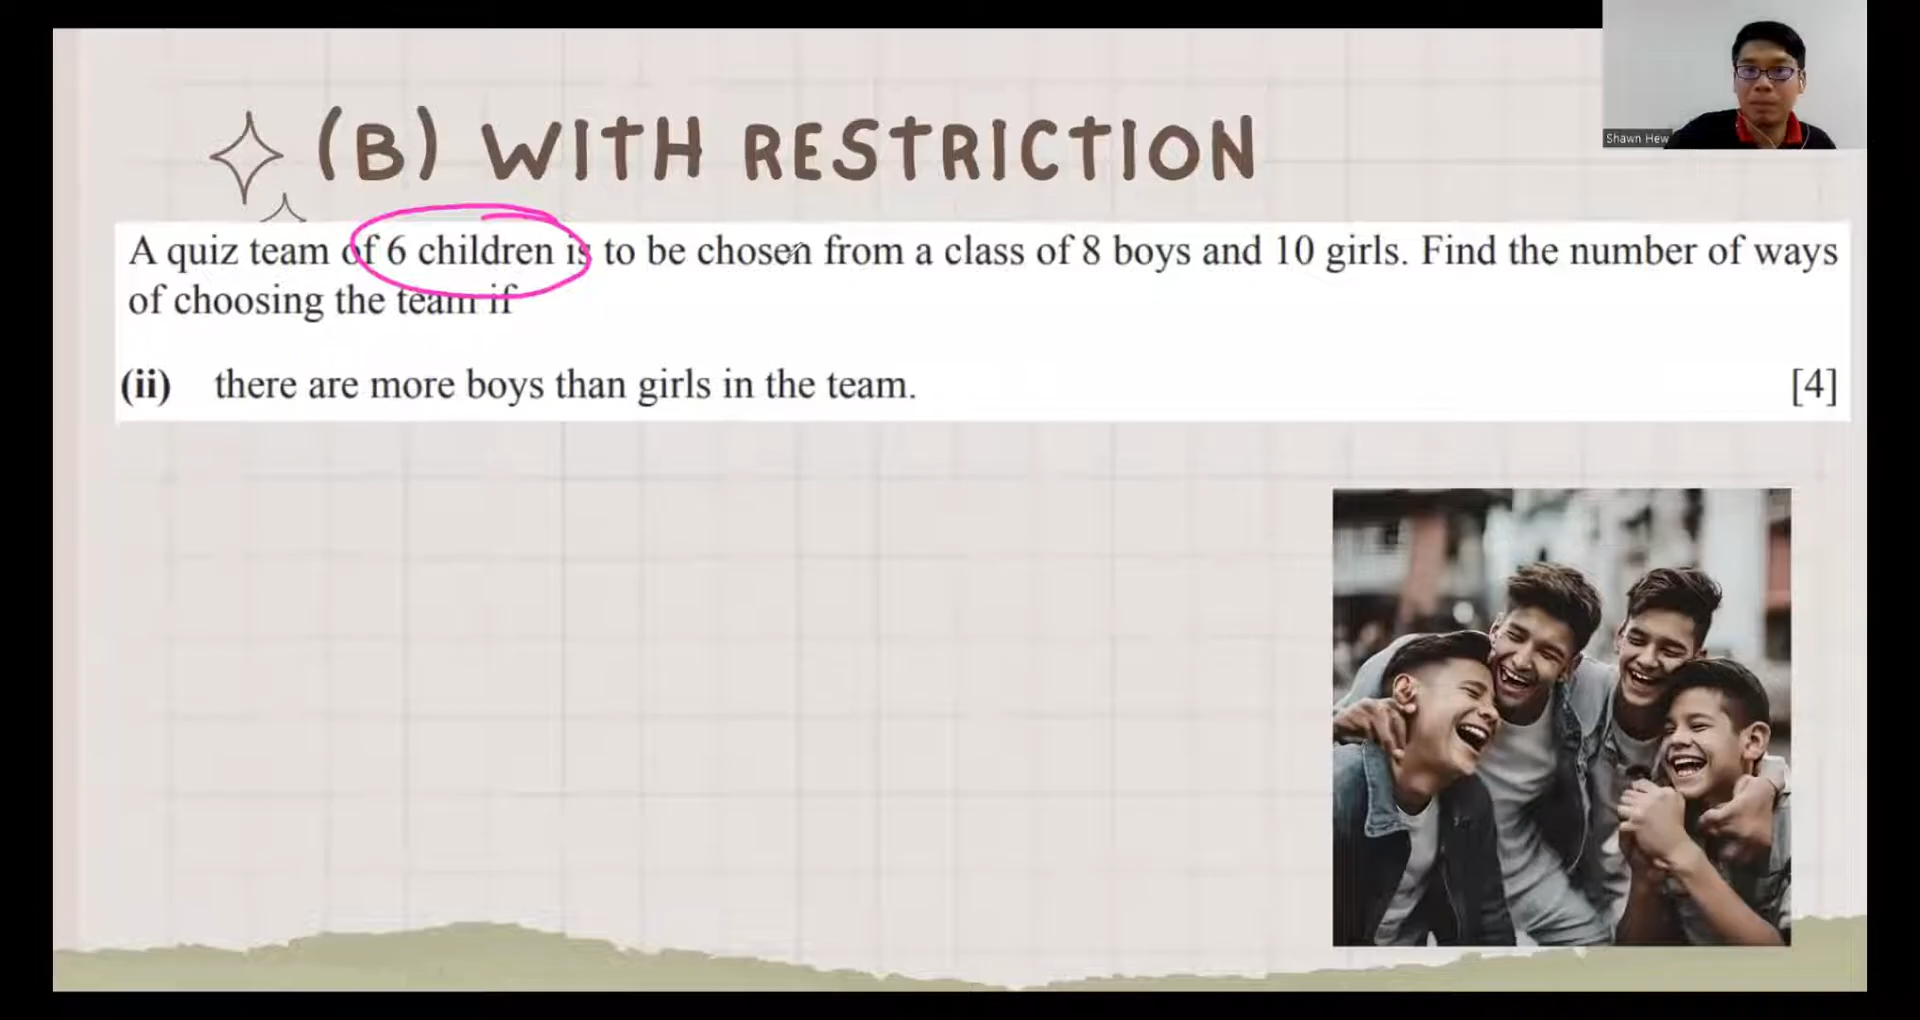 Shawn Hew
(B) WITH RESTRICTION
A quiz team of 6 children is to be chosen from a class of 8 boys and 10 girls. Find the number of ways
of choosing the team if
(ii) there are more boys than girls in the team. [4]